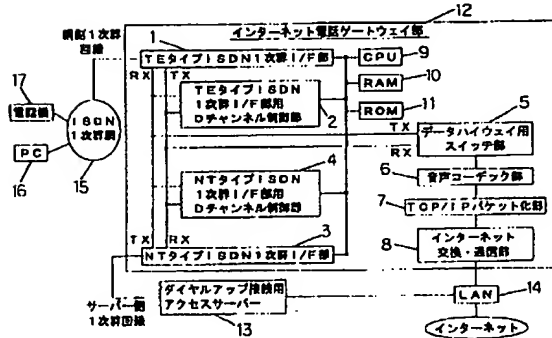 12
インターネット電話ゲートウェイ部
網側1次群
回線
1
TEタイプISDN1次群I/F部
CPU
9
RX
TX
RAM
10
17
電話機
TEタイプISDN
1次群I/F部用
Dチャンネル制御部
2
ROM
11
5
ISDN
1次群網
TX
データハイウェイ用
スイッチ部
RX
PC
16
15
4
NTタイプISDN
1次群I/F部用
Dチャンネル制御部
6
音声コーデック部
7
TCP/IPパケット化部
TX
RX
3
NTタイプISDN1次群I/F部
8
インターネット
交換・通信部
サーバー側
1次群回線
ダイヤルアップ接続用
アクセスサーバー
13
LAN
14
インターネット